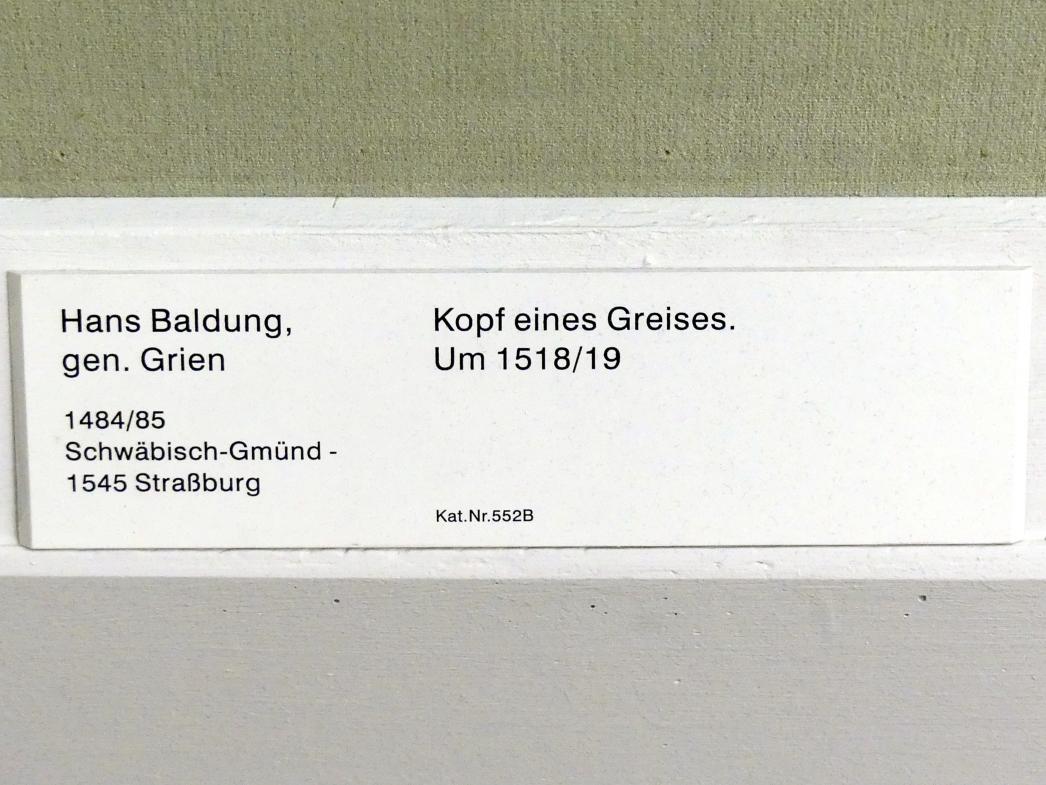 Hans Baldung,
gen. Grien
1484/85
Schwäbisch-Gmünd -
1545 Straßburg
Kopf eines Greises.
Um 1518/19
Kat.Nr.552B